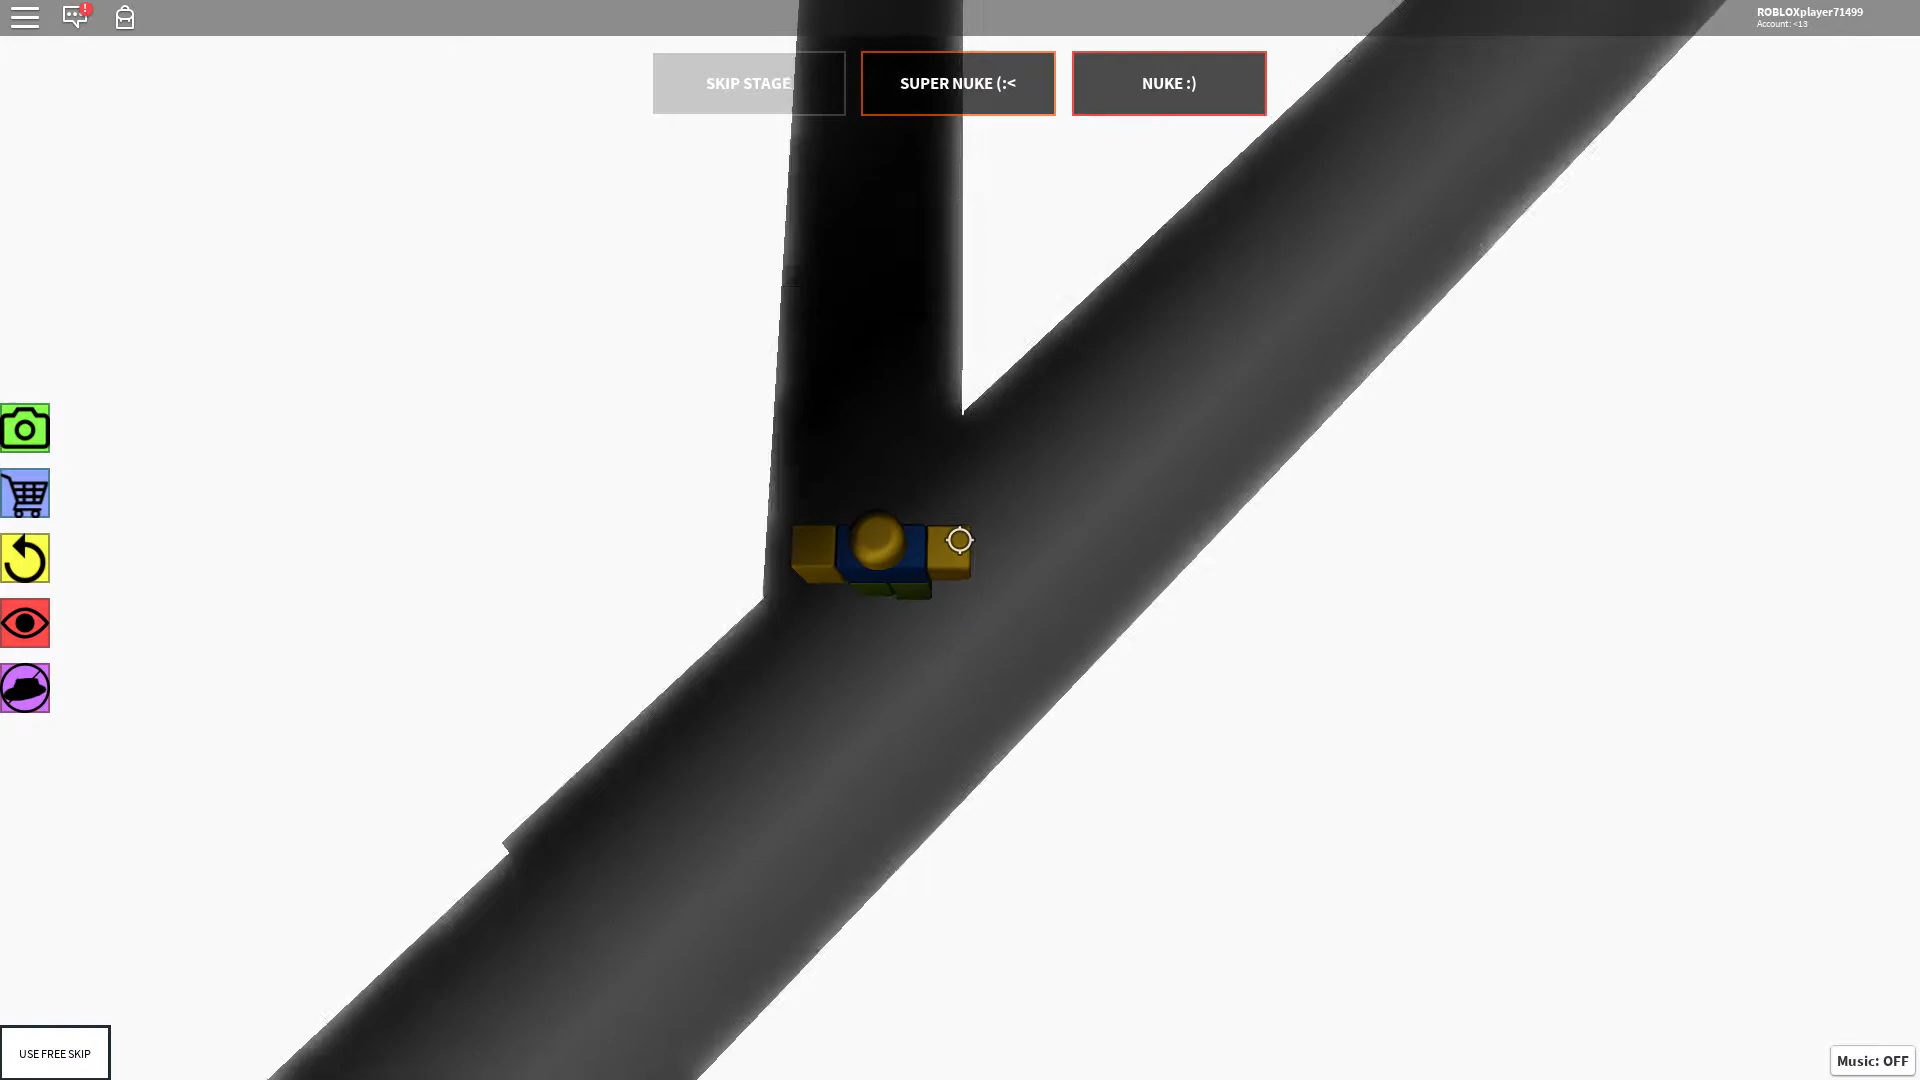 ROBLOXplayer71499
Account: <13
SKIP STAGE
SUPER NUKE (:<
NUKE :)
USE FREE SKIP
Music: OFF